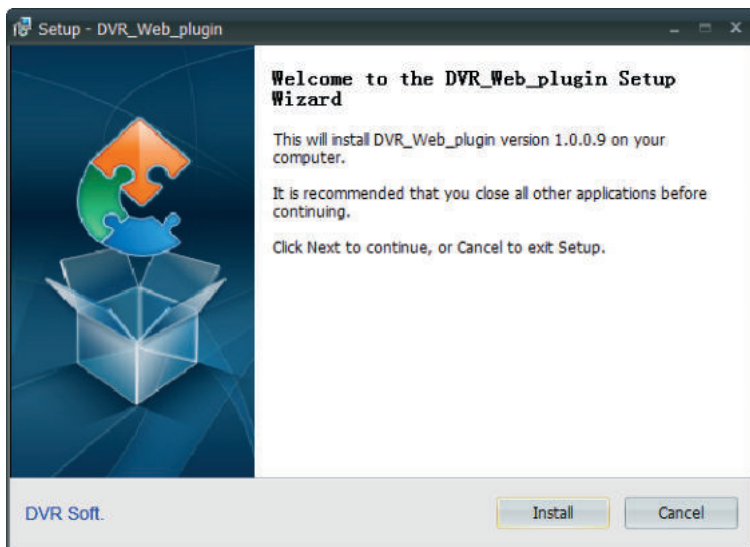 Setup - DVR_Web_plugin
Welcome to the DVR_Web_plugin Setup
Wizard
This will install DVR_Web_plugin version 1.0.0.9 on your
computer.
It is recommended that you close all other applications before
continuing.
Click Next to continue, or Cancel to exit Setup.
DVR Soft.
Install
Cancel